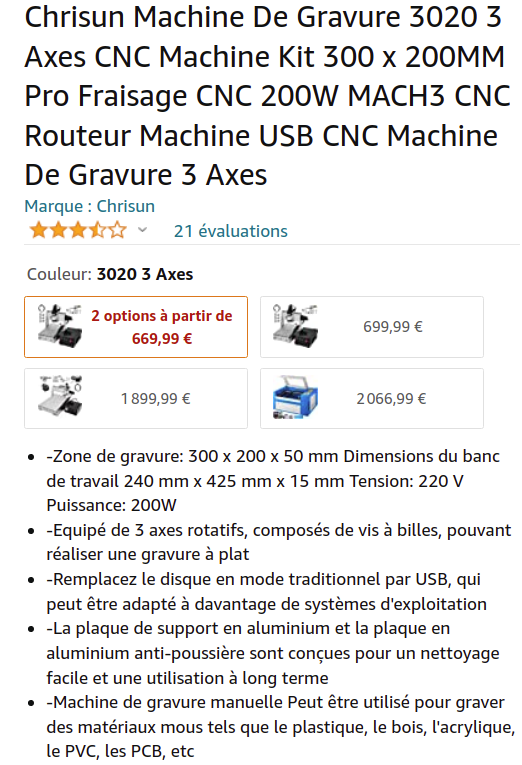 Chrisun Machine De Gravure 3020 3
Axes CNC Machine Kit 300 x 200MM
Pro Fraisage CNC 200W MACH3 CNC
Routeur Machine USB CNC Machine
De Gravure 3 Axes
Marque : Chrisun
21 évaluations
Couleur: 3020 3 Axes
2 options à partir de
669,99 €
699,99 €
1 899,99 €
2 066,99 €
-Zone de gravure: 300 x 200 x 50 mm Dimensions du banc
de travail 240 mm x 425 mm x 15 mm Tension: 220 V
Puissance: 200W
-Equipé de 3 axes rotatifs, composés de vis à billes, pouvant
réaliser une gravure à plat
-Remplacez le disque en mode traditionnel par USB, qui
peut être adapté à davantage de systèmes d'exploitation
-La plaque de support en aluminium et la plaque en
aluminium anti-poussière sont conçues pour un nettoyage
facile et une utilisation à long terme
-Machine de gravure manuelle Peut être utilisé pour graver
des matériaux mous tels que le plastique, le bois, l'acrylique,
le PVC, les PCB, etc